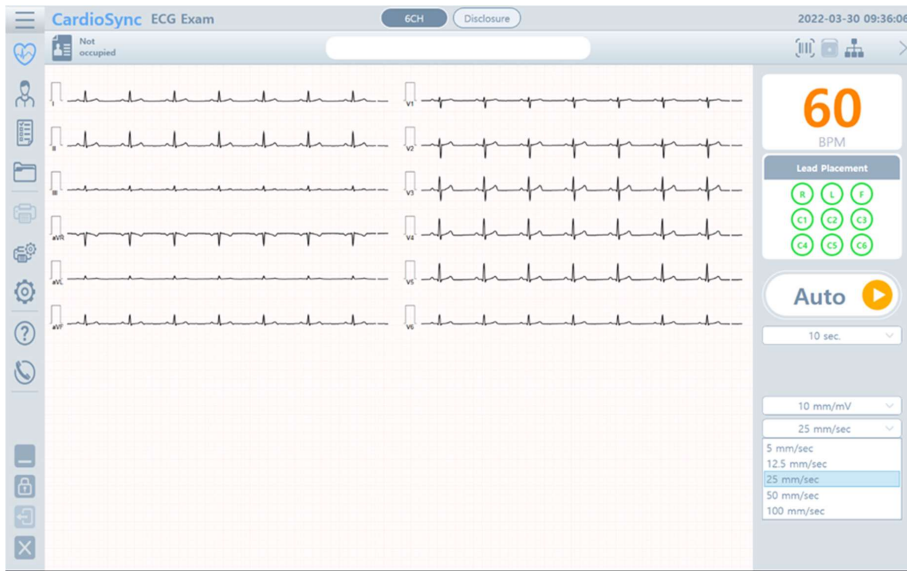 CardioSync ECG Exam
6CH
Disclosure
2022-03-30 09:36:06
Not
occupied
I
II
III
aVR
aVL
aVF
V1
V2
V3
V4
V5
V6
60
BPM
Lead Placement
R L F
C1 C2 C3
C4 C5 C6
Auto
10 sec.
10 mm/mV
25 mm/sec
5 mm/sec
12.5 mm/sec
25 mm/sec
50 mm/sec
100 mm/sec